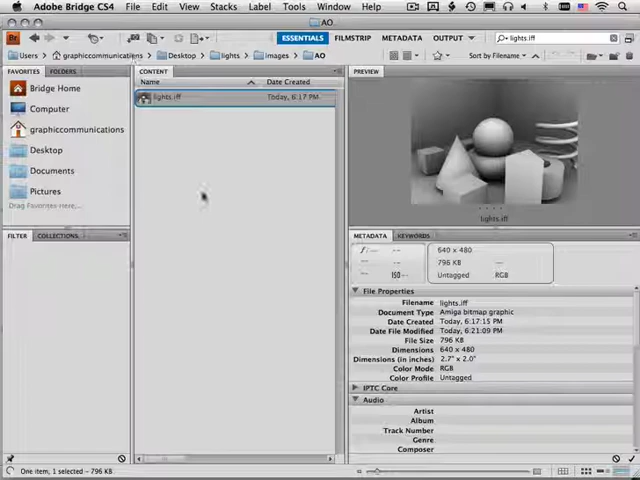 Adobe Bridge CS4 File Edit View Stacks Label Tools Window Help
AO
Br ESSENTIALS FILMSTRIP METADATA OUTPUT lights.iff
Users graphiccommunications Desktop lights images AO Sort by Filename
FAVORITES FOLDERS
Bridge Home
Computer
graphiccommunications
Desktop
Documents
Pictures
Drag Favorites Here...
FILTER COLLECTIONS
CONTENT
Name Date Created
lights.iff Today, 6:17 PM
PREVIEW
lights.iff
METADATA KEYWORDS
f/ -- --
-- --
ISO --
640 x 480
796 KB --
Untagged RGB
File Properties
Filename lights.iff
Document Type Amiga bitmap graphic
Date Created Today, 6:17:15 PM
Date File Modified Today, 6:21:09 PM
File Size 796 KB
Dimensions 640 x 480
Dimensions (in inches) 2.7" x 2.0"
Color Mode RGB
Color Profile Untagged
IPTC Core
Audio
Artist
Album
Track Number
Genre
Composer
One item, 1 selected - 796 KB